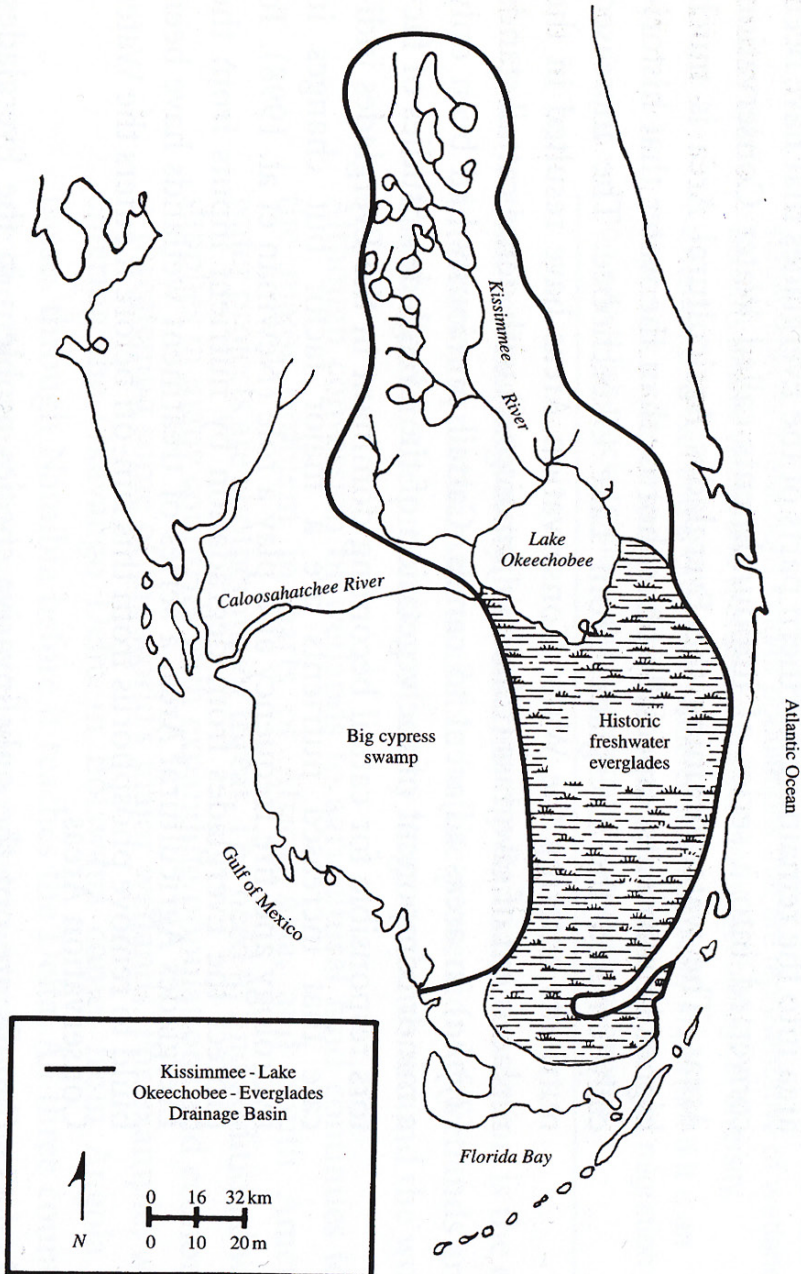 Kissimmee
River
Lake
Okeechobee
Caloosahatchee River
Atlantic Ocean
Big cypress
swamp
Historic
freshwater
everglades
Gulf of Mexico
Florida Bay
Kissimmee - Lake
Okeechobee - Everglades
Drainage Basin
N
0 16 32 km
0 10 20 m